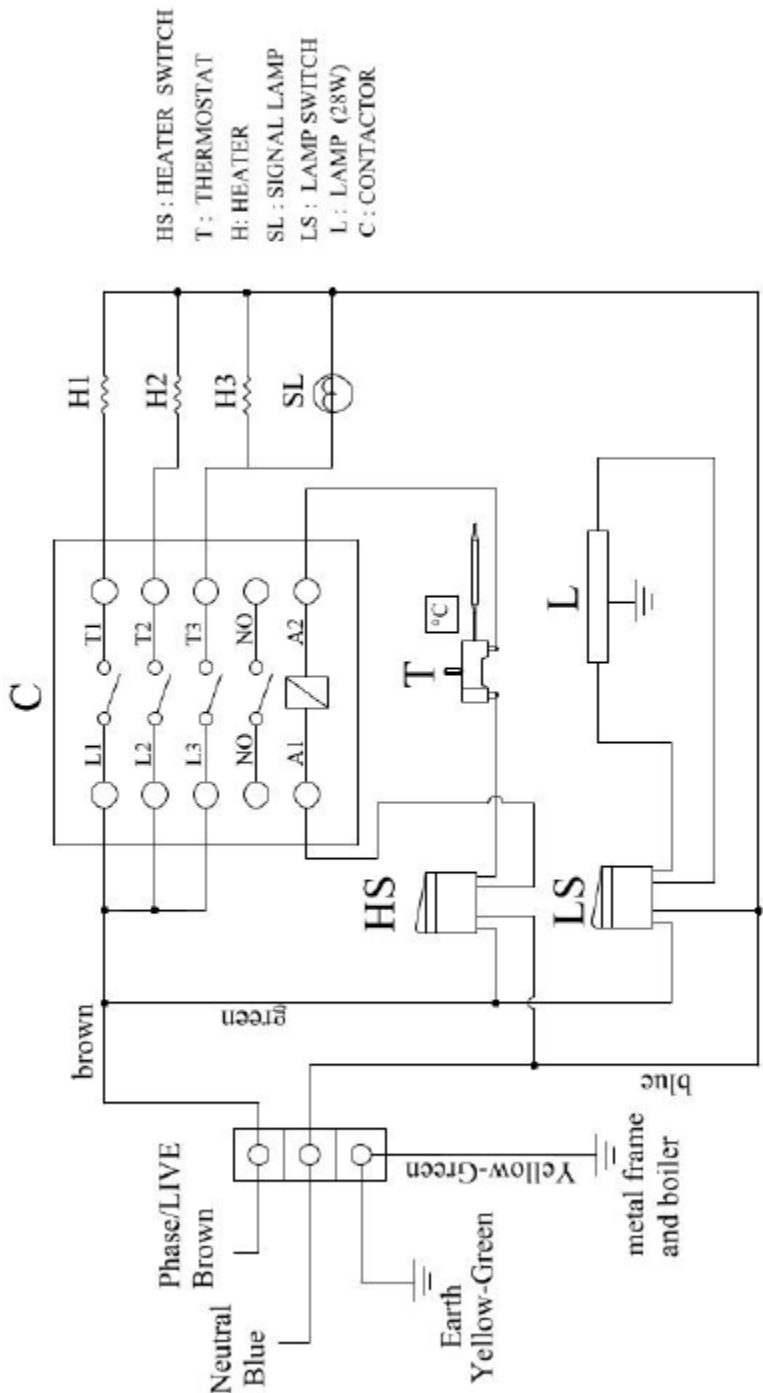 HS : HEATER SWITCH
T : THERMOSTAT
H: HEATER
SL : SIGNAL LAMP
LS : LAMP SWITCH
L : LAMP (28W)
C : CONTACTOR
C
L1 T1
L2 T2
L3 T3
NO NO
A1 A2
H1
H2
H3
SL
HS
T
°C
LS
L
brown
green
blue
Phase/LIVE
Brown
Neutral
Blue
Earth
Yellow-Green
Yellow-Green
metal frame
and boiler